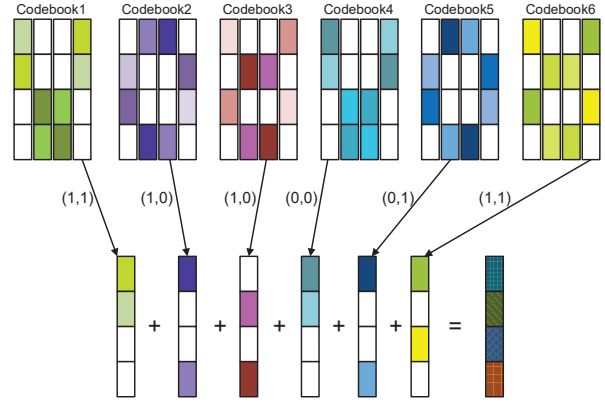 Codebook1 Codebook2 Codebook3 Codebook4 Codebook5 Codebook6
(1,1) (1,0) (1,0) (0,0) (0,1) (1,1)
+ + + + + =